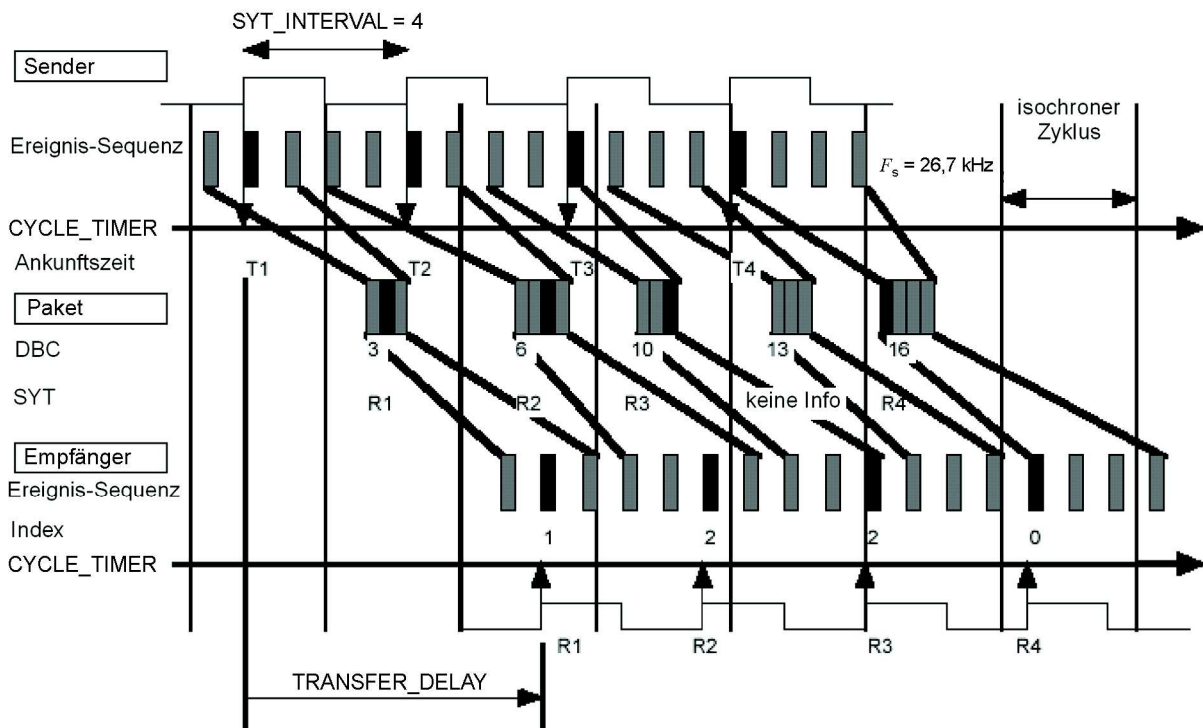 SYT_INTERVAL = 4
Sender
isochroner
Zyklus
Ereignis-Sequenz
Fs = 26,7 kHz
CYCLE_TIMER
Ankunftszeit
T1 T2 T3 T4
Paket
DBC 3 6 10 13 16
SYT R1 R2 R3 keine Info R4
Empfänger
Ereignis-Sequenz
Index 1 2 2 0
CYCLE_TIMER
R1 R2 R3 R4
TRANSFER_DELAY